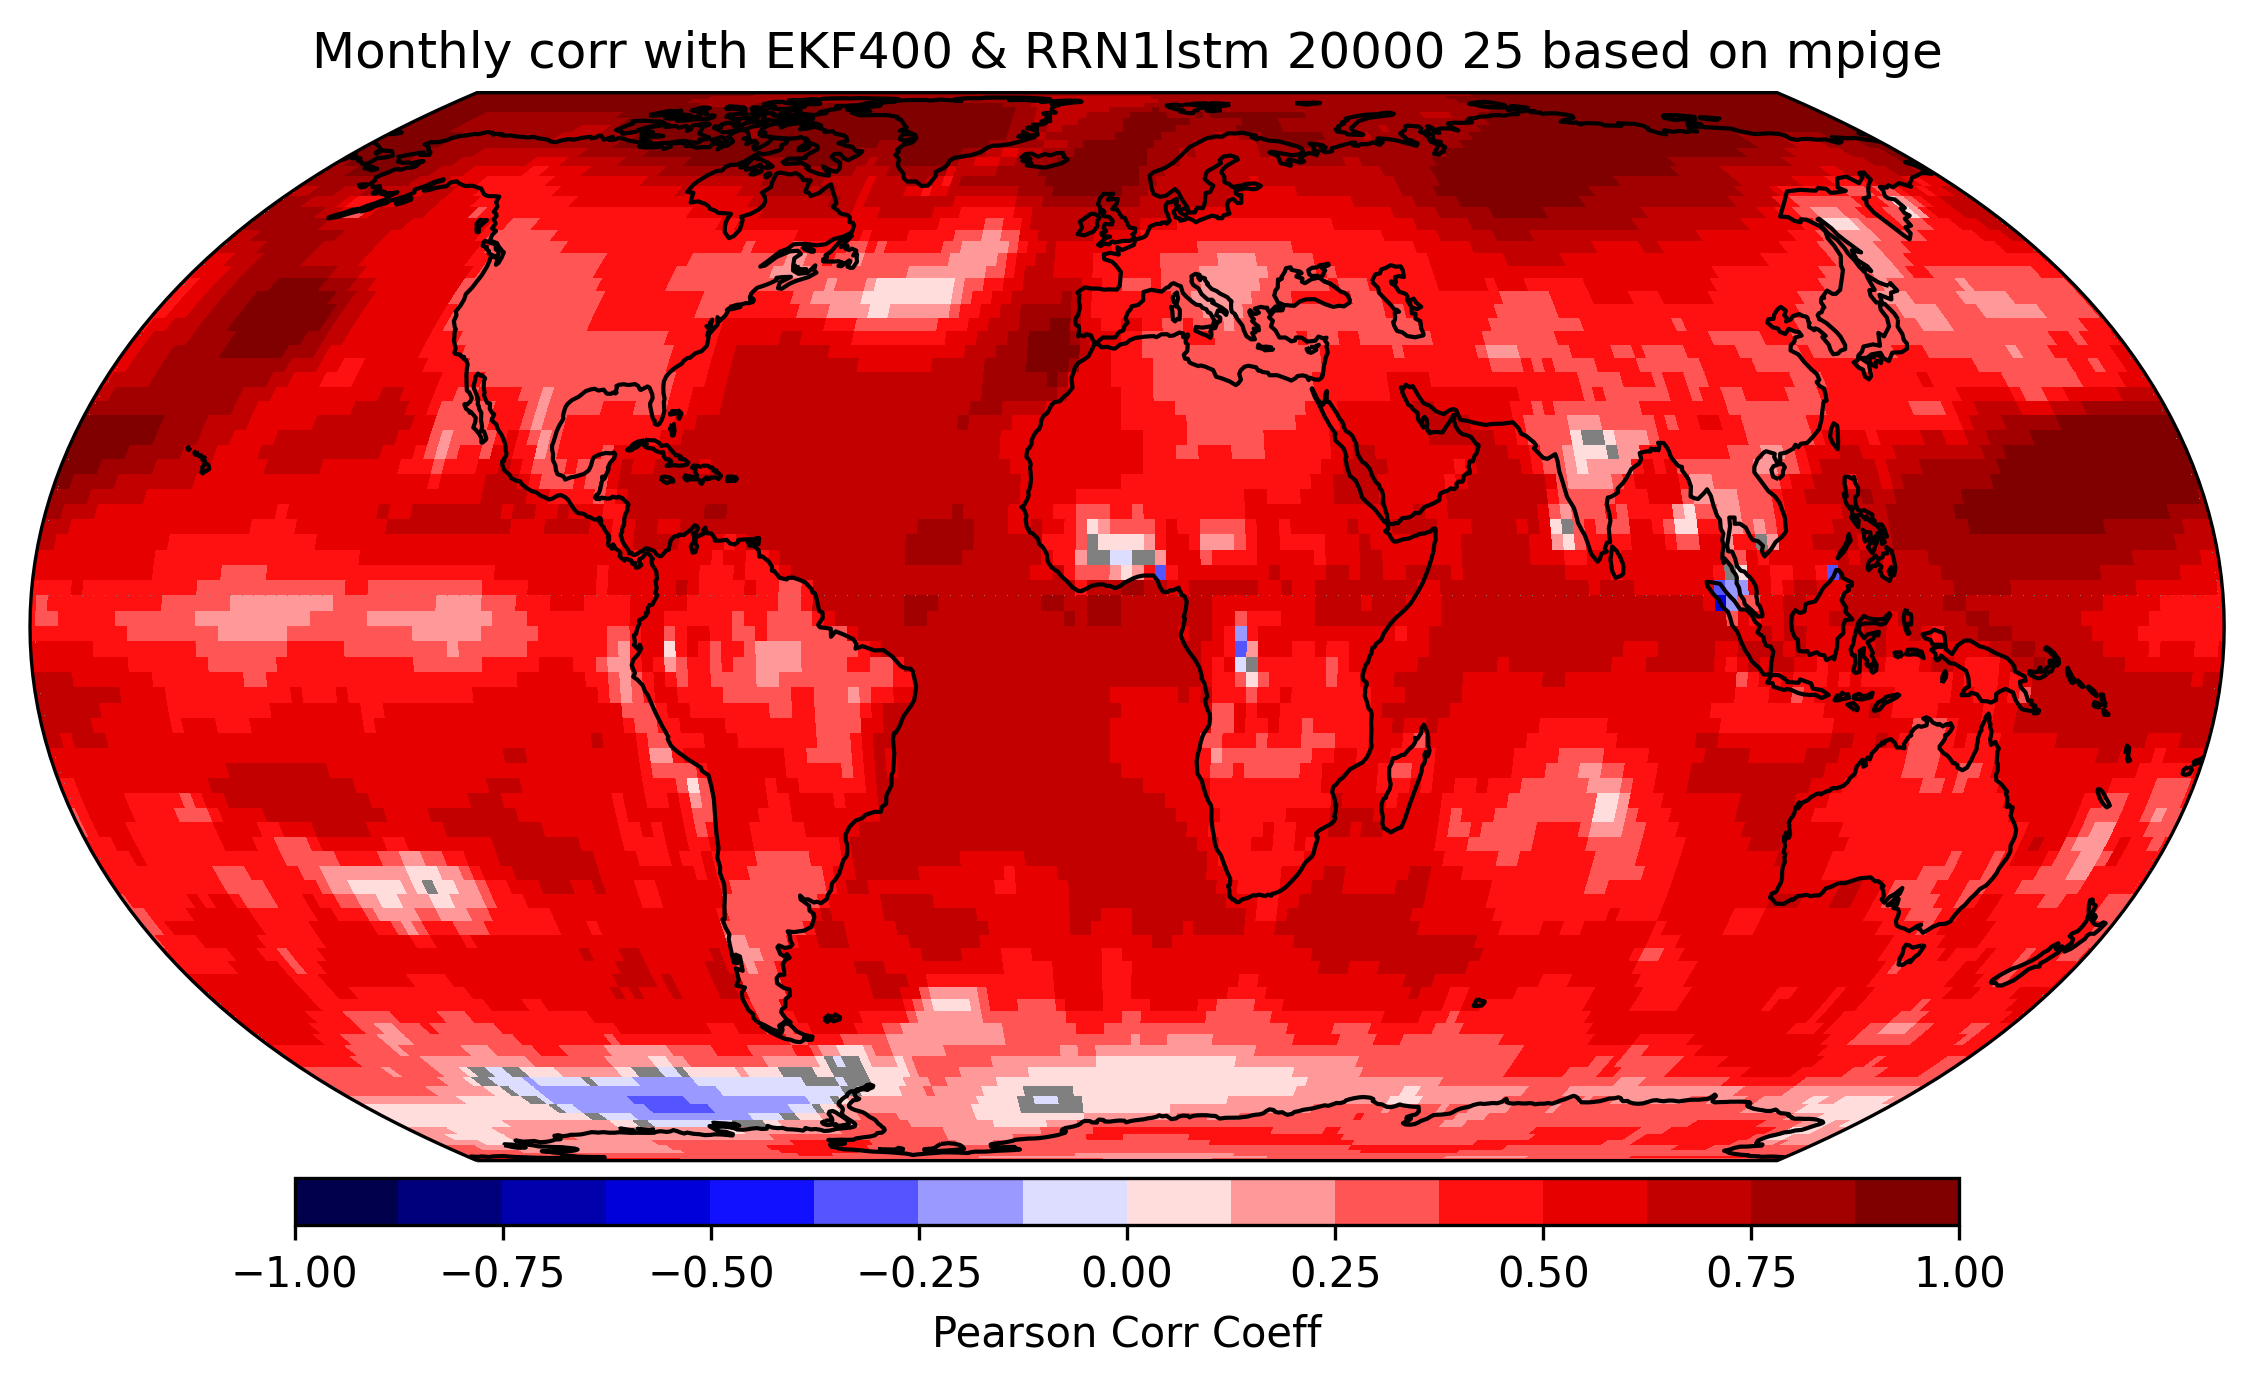 Monthly corr with EKF400 & RRN1lstm 20000 25 based on mpige
−1.00 −0.75 −0.50 −0.25 0.00 0.25 0.50 0.75 1.00
Pearson Corr Coeff